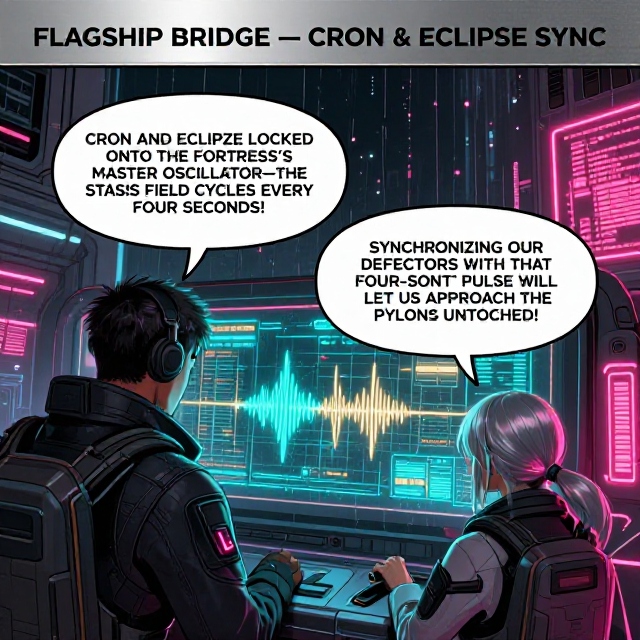 FLAGSHIP BRIDGE — CRON & ECLIPSE SYNC
CRON AND ECLIPZE LOCKED
ONTO THE FORTRESS'S
MASTER OSCILLATOR—THE
STASIS FIELD CYCLES EVERY
FOUR SECONDS!
SYNCHRONIZING OUR
DEFECTORS WITH THAT
FOUR-SONT" PULSE WILL
LET US APPROACH THE
PYLONS UNTOCHED!
L